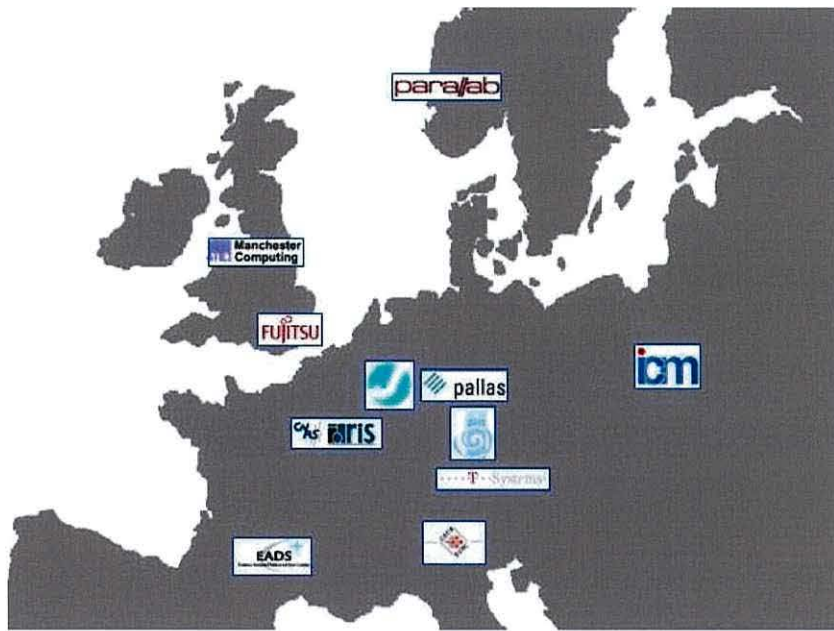 parallab
Manchester
Computing
FUJITSU
pallas
icm
CNRS idris
T Systems
EADS